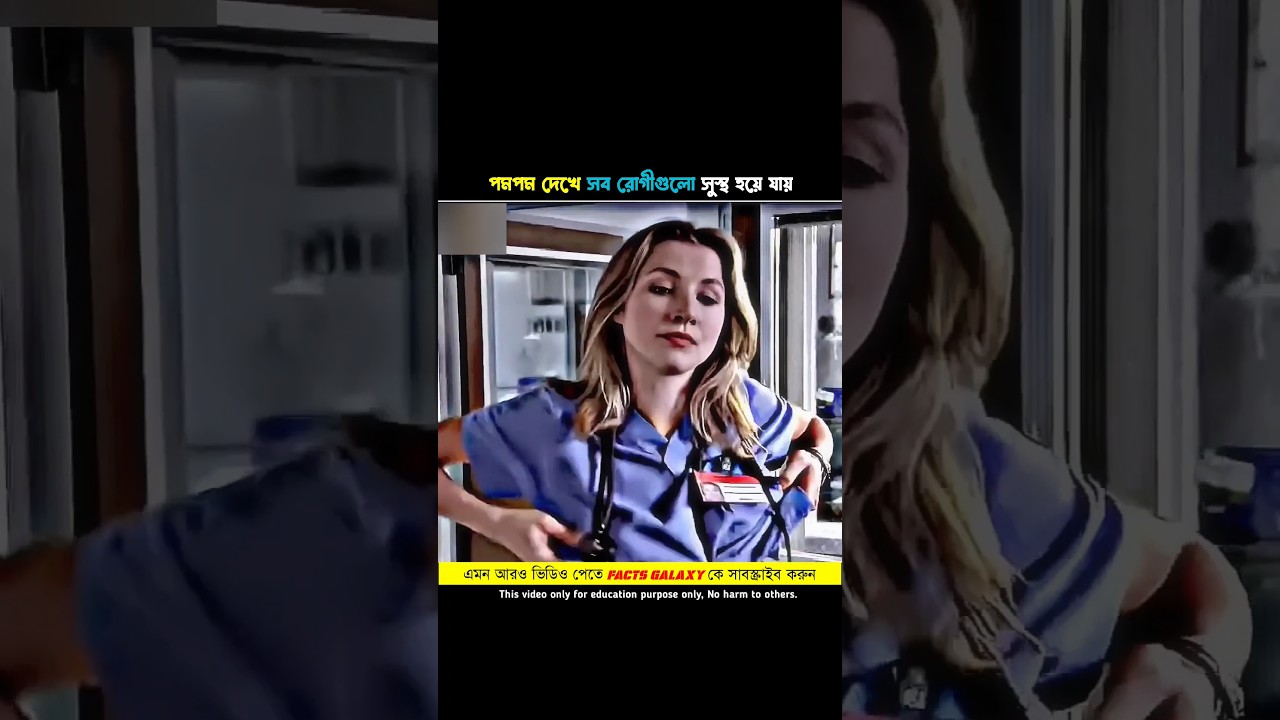 পমপম দেখে সব রোগীগুলো সুস্থ হয়ে যায়
এমন আরও ভিডিও পেতে FACTS GALAXY কে সাবস্ক্রাইব করুন
This video only for education purpose only, No harm to others.